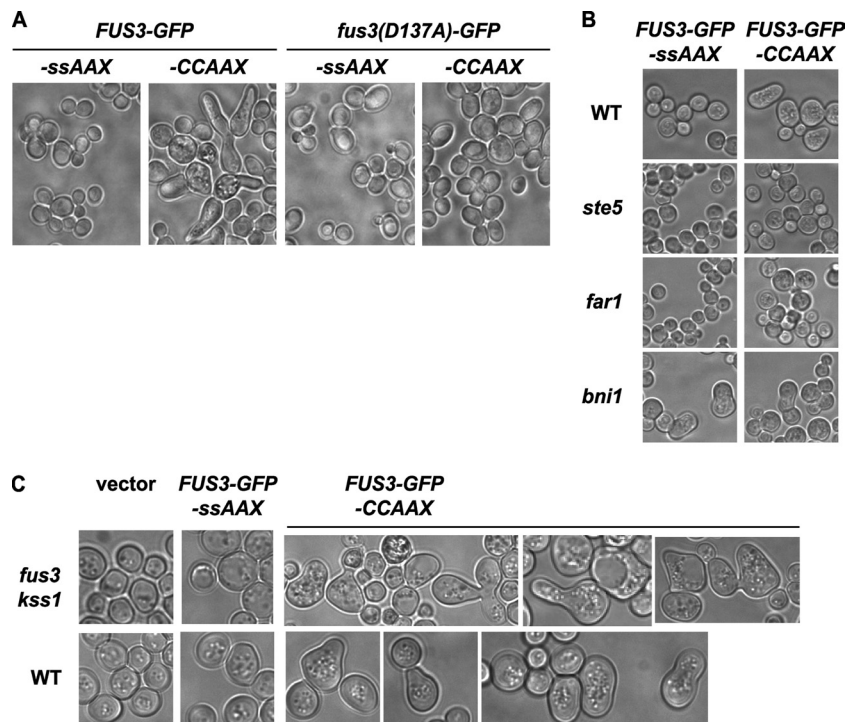 A
FUS3-GFP
fus3(D137A)-GFP
-ssAAX
-CCAAX
-ssAAX
-CCAAX
B
FUS3-GFP
-ssAAX
FUS3-GFP
-CCAAX
WT
ste5
far1
bni1
C
vector
FUS3-GFP
-ssAAX
FUS3-GFP
-CCAAX
fus3
kss1
WT